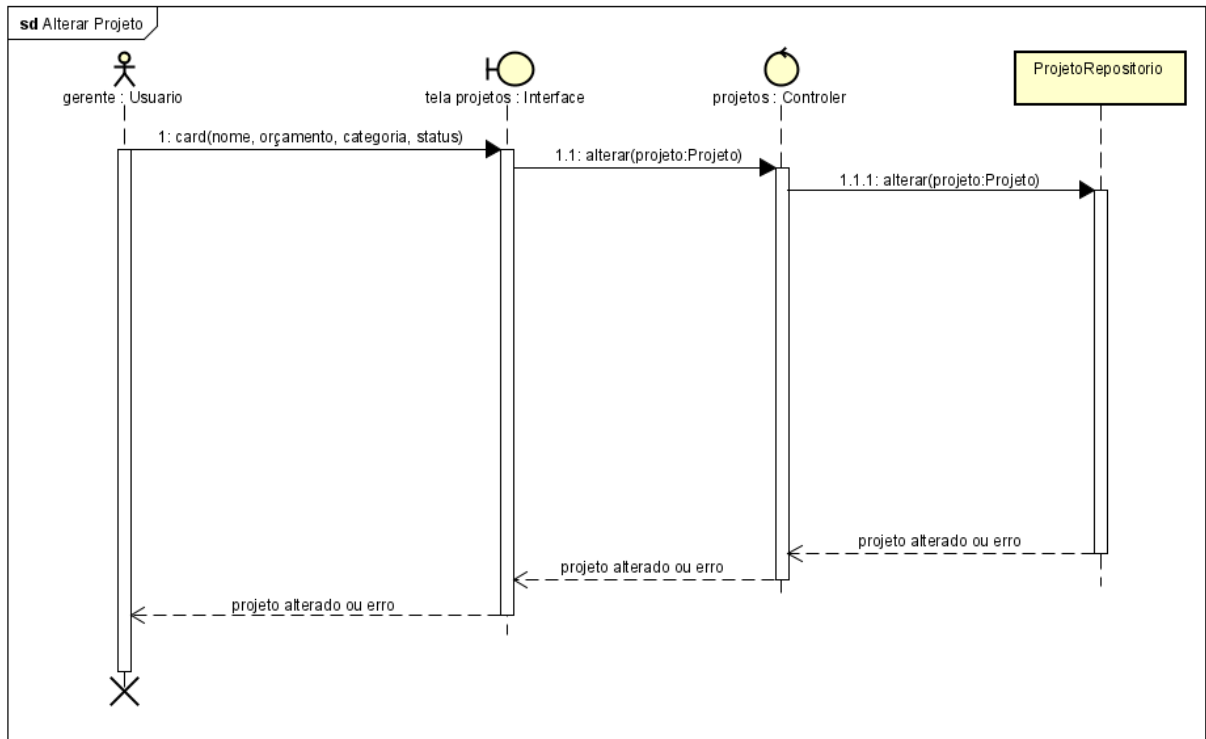 sd Alterar Projeto
gerente : Usuario
tela projetos : Interface
projetos : Controler
ProjetoRepositorio
1: card(nome, orçamento, categoria, status)
1.1: alterar(projeto:Projeto)
1.1.1: alterar(projeto:Projeto)
projeto alterado ou erro
projeto alterado ou erro
projeto alterado ou erro